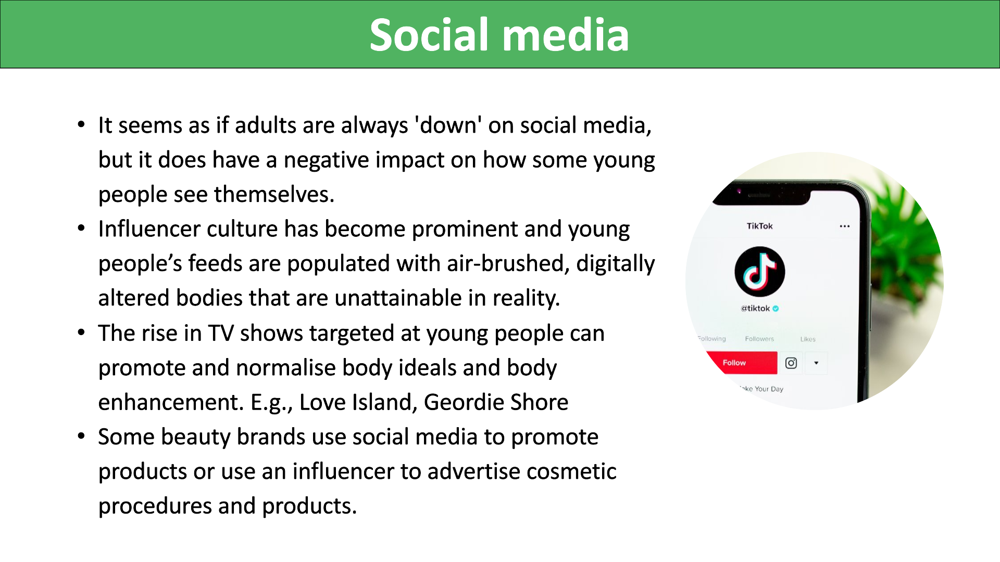 Social media
• It seems as if adults are always 'down' on social media,
but it does have a negative impact on how some young
people see themselves.
• Influencer culture has become prominent and young
people’s feeds are populated with air-brushed, digitally
altered bodies that are unattainable in reality.
• The rise in TV shows targeted at young people can
promote and normalise body ideals and body
enhancement. E.g., Love Island, Geordie Shore
• Some beauty brands use social media to promote
products or use an influencer to advertise cosmetic
procedures and products.
TikTok
@tiktok
Following Followers Likes
Follow
Your Day